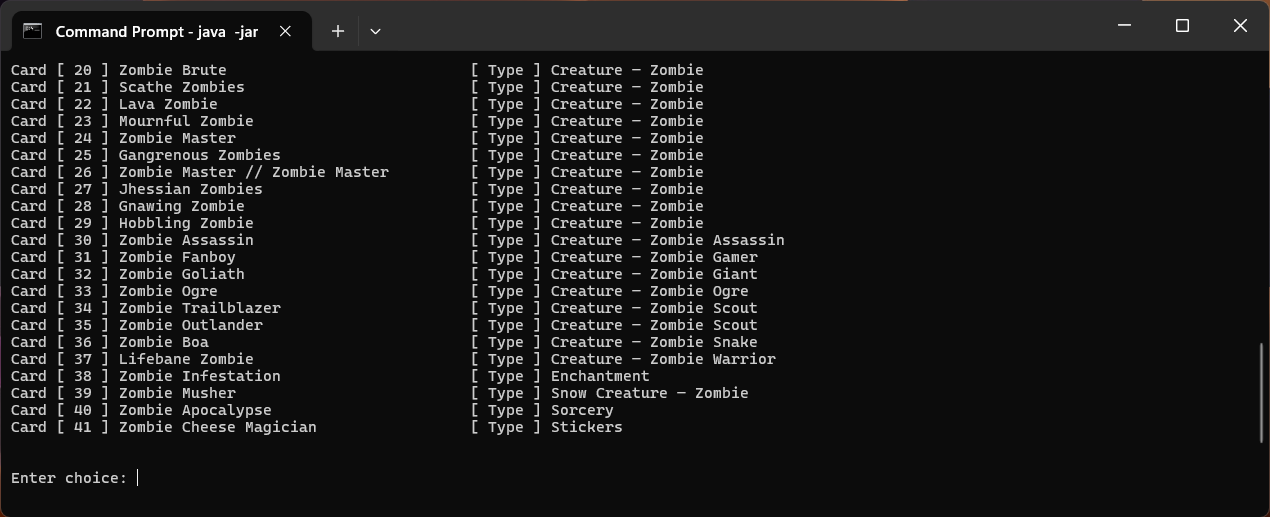 Command Prompt - java -jar
Card [ 20 ] Zombie Brute [ Type ] Creature — Zombie
Card [ 21 ] Scathe Zombies [ Type ] Creature — Zombie
Card [ 22 ] Lava Zombie [ Type ] Creature — Zombie
Card [ 23 ] Mournful Zombie [ Type ] Creature — Zombie
Card [ 24 ] Zombie Master [ Type ] Creature — Zombie
Card [ 25 ] Gangrenous Zombies [ Type ] Creature — Zombie
Card [ 26 ] Zombie Master // Zombie Master [ Type ] Creature — Zombie
Card [ 27 ] Jhessian Zombies [ Type ] Creature — Zombie
Card [ 28 ] Gnawing Zombie [ Type ] Creature — Zombie
Card [ 29 ] Hobbling Zombie [ Type ] Creature — Zombie
Card [ 30 ] Zombie Assassin [ Type ] Creature — Zombie Assassin
Card [ 31 ] Zombie Fanboy [ Type ] Creature — Zombie Gamer
Card [ 32 ] Zombie Goliath [ Type ] Creature — Zombie Giant
Card [ 33 ] Zombie Ogre [ Type ] Creature — Zombie Ogre
Card [ 34 ] Zombie Trailblazer [ Type ] Creature — Zombie Scout
Card [ 35 ] Zombie Outlander [ Type ] Creature — Zombie Scout
Card [ 36 ] Zombie Boa [ Type ] Creature — Zombie Snake
Card [ 37 ] Lifebane Zombie [ Type ] Creature — Zombie Warrior
Card [ 38 ] Zombie Infestation [ Type ] Enchantment
Card [ 39 ] Zombie Musher [ Type ] Snow Creature — Zombie
Card [ 40 ] Zombie Apocalypse [ Type ] Sorcery
Card [ 41 ] Zombie Cheese Magician [ Type ] Stickers
Enter choice: